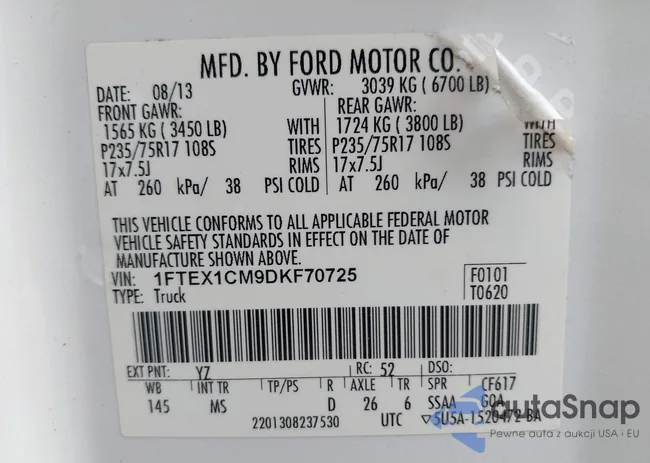 MFD. BY FORD MOTOR CO.
DATE: 08/13 GVWR: 3039 KG ( 6700 LB)
FRONT GAWR: REAR GAWR:
1565 KG ( 3450 LB) WITH 1724 KG ( 3800 LB) WITH
P235/75R17 108S TIRES P235/75R17 108S TIRES
17x7.5J RIMS 17x7.5J RIMS
AT 260 kPa/ 38 PSI COLD AT 260 kPa/ 38 PSI COLD
THIS VEHICLE CONFORMS TO ALL APPLICABLE FEDERAL MOTOR
VEHICLE SAFETY STANDARDS IN EFFECT ON THE DATE OF
MANUFACTURE SHOWN ABOVE.
VIN: 1FTEX1CM9DKF70725 F0101
TYPE: Truck T0620
EXT PNT: YZ RC: 52 DSO:
WB INT TR TP/PS R AXLE TR SPR CF617
145 MS D 26 6 SSAA GQA
2201308237530 UTC ▽5U5A-1520472-BA
autoSnap
Pewne auta z aukcji USA i EU